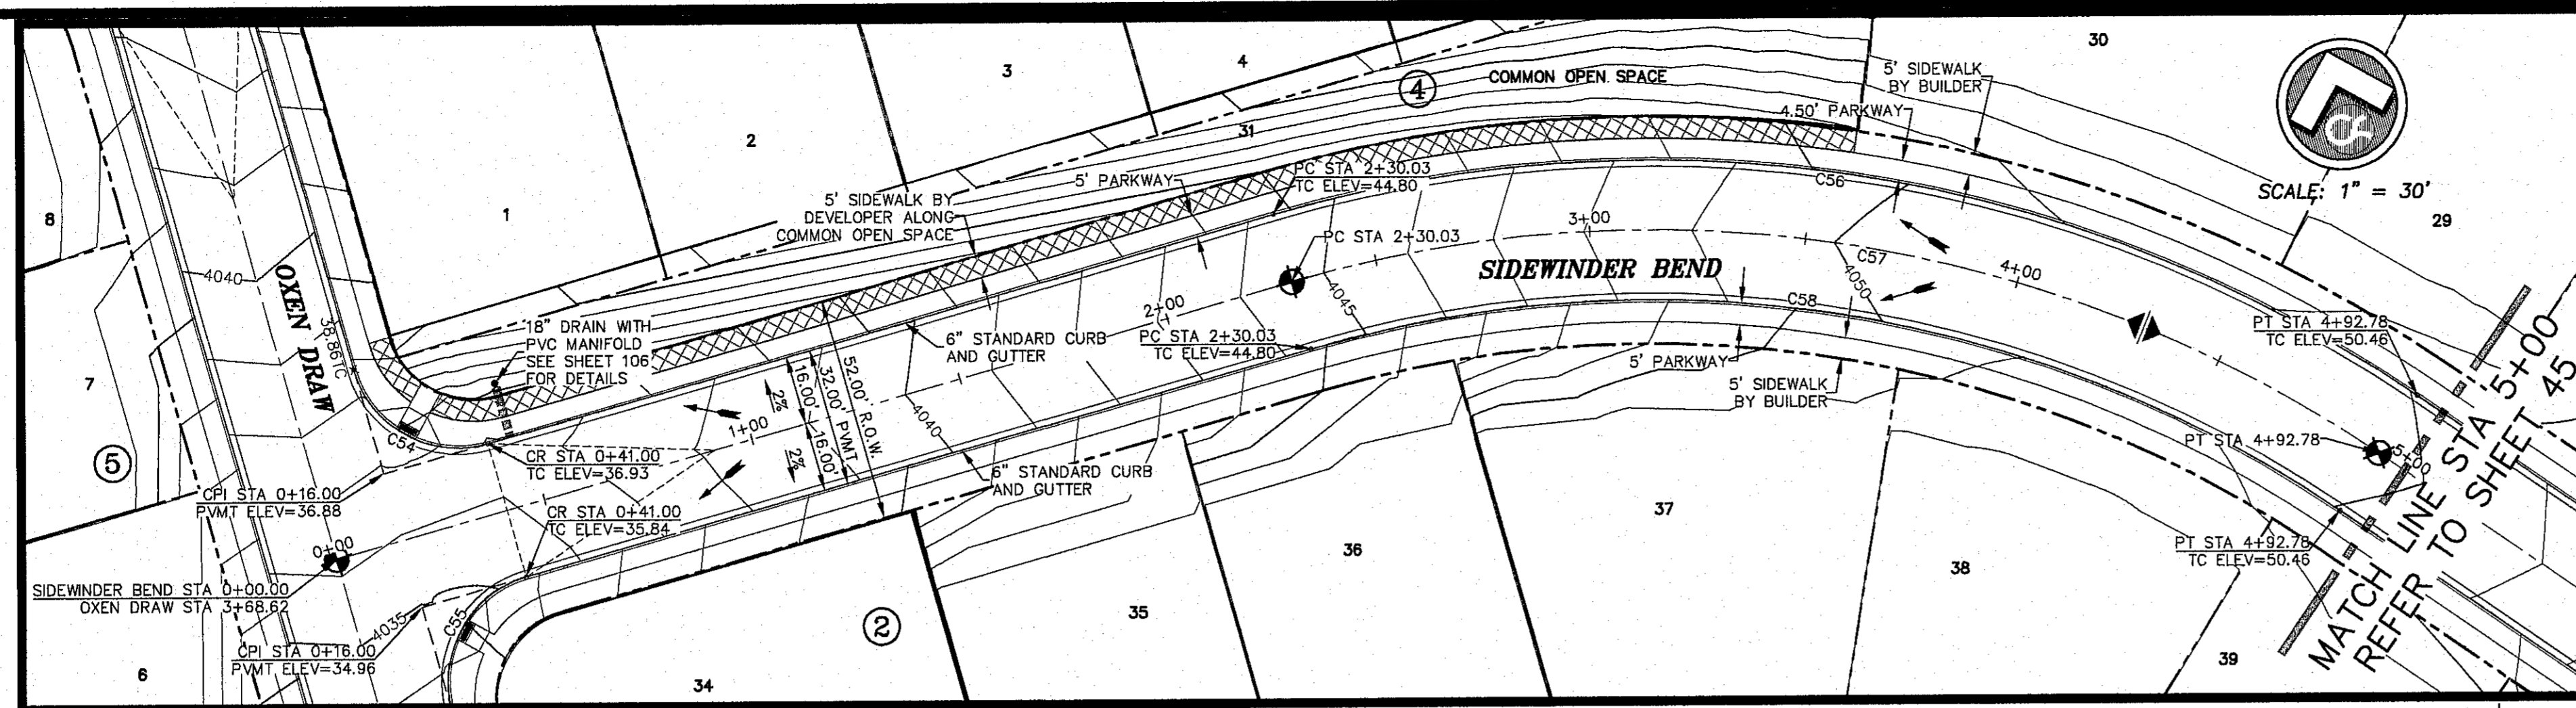 30
4
3
COMMON OPEN SPACE
4
5' SIDEWALK
BY BUILDER
4.50' PARKWAY
SCALE: 1" = 30'
29
31
2
1
8
7
5
6
5' PARKWAY
PC STA 2+30.03
TC ELEV=44.80
5' SIDEWALK BY
DEVELOPER ALONG
COMMON OPEN SPACE
C56
3+00
PC STA 2+30.03
SIDEWINDER BEND
C57
4+00
4050
C58
4045
2+00
4040
OXEN DRAW
38.86TC
18" DRAIN WITH
PVC MANIFOLD
SEE SHEET 106
FOR DETAILS
6" STANDARD CURB
AND GUTTER
PC STA 2+30.03
TC ELEV=44.80
PT STA 4+92.78
TC ELEV=50.46
5' PARKWAY
5' SIDEWALK
BY BUILDER
52.00' R.O.W.
32.00' PVMT
16.00'
16.00'
2%
2%
1+00
4040
C54
CR STA 0+41.00
TC ELEV=36.93
6" STANDARD CURB
AND GUTTER
PT STA 4+92.78
5+00
CPI STA 0+16.00
PVMT ELEV=36.88
CR STA 0+41.00
TC ELEV=35.84
37
36
38
PT STA 4+92.78
TC ELEV=50.46
MATCH LINE STA 5+00
REFER TO SHEET 45
0+00
SIDEWINDER BEND STA 0+00.00
OXEN DRAW STA 3+68.62
4035
C55
2
35
CPI STA 0+16.00
PVMT ELEV=34.96
34
39